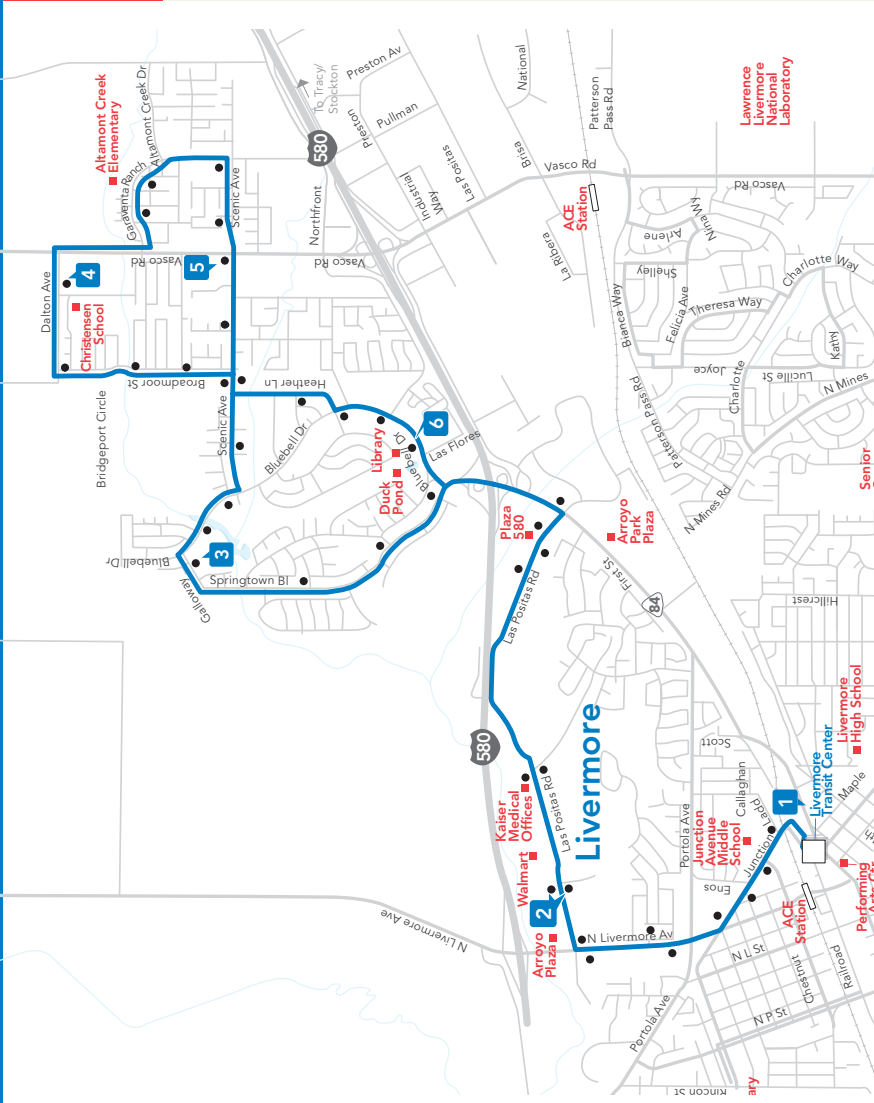 Altamont Creek
Elementary
Altamont Creek Dr
Garaventa Ranch
Scenic Ave
Vasco Rd
Dalton Ave
4
5
Christensen
School
Broadmoor St
Bridgeport Circle
Scenic Ave
Heather Ln
Bluebell Dr
Library
Duck
Pond
Bluebell Dr
6
Las Flores
Bluebell Dr
3
Galloway
Springtown Bl
580
To Tracy/
Stockton
Northfront
Vasco Rd
Preston Av
Preston
Pullman
Industrial
Way
Las Positas
National
Brisa
Patterson
Pass Rd
Vasco Rd
Lawrence
Livermore
National
Laboratory
ACE
Station
La Ribera
Vasco Rd
Arlene
Nina Wy
Shelley
Bianca Way
Felicia Ave
Theresa Way
Charlotte Way
Kathy
Joyce
Lucille St
Charlotte
N Mines
Patterson Pass Rd
N Mines Rd
Senior
Plaza
580
Arroyo
Park
Plaza
First St
84
Las Positas Rd
Hillcrest
580
Livermore
Kaiser
Medical
Offices
Walmart
Las Positas Rd
2
Arroyo
Plaza
N Livermore Ave
N Livermore Av
Portola Ave
Scott
Callaghan
Junction
Avenue
Middle
School
Ladd
Junction
Enos
1
Livermore
Transit Center
Livermore
High School
Maple
ACE
Station
Performing
Arts Ctr
N L St
Chestnut
Railroad
N P St
Portola Ave
Rincon St